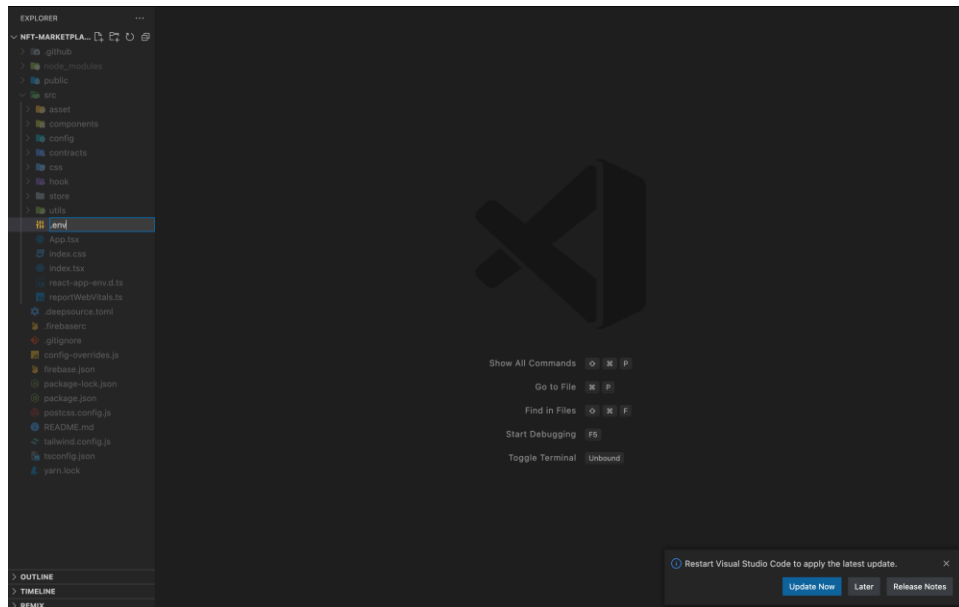 EXPLORER
NFT-MARKETPLA...
.github
node_modules
public
src
asset
components
config
contracts
css
hook
store
utils
.env
App.tsx
index.css
index.tsx
react-app-env.d.ts
reportWebVitals.ts
.deepsource.toml
.firebaserc
.gitignore
config-overrides.js
firebase.json
package-lock.json
package.json
postcss.config.js
README.md
tailwind.config.js
tsconfig.json
yarn.lock
OUTLINE
TIMELINE
REMIX
Show All Commands ⇧ ⌘ P
Go to File ⌘ P
Find in Files ⇧ ⌘ F
Start Debugging F5
Toggle Terminal Unbound
Restart Visual Studio Code to apply the latest update.
Update Now Later Release Notes